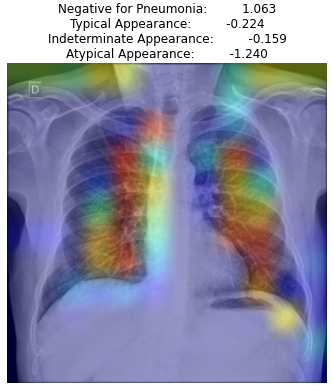 Negative for Pneumonia: 1.063
Typical Appearance: -0.224
Indeterminate Appearance: -0.159
Atypical Appearance: -1.240
D